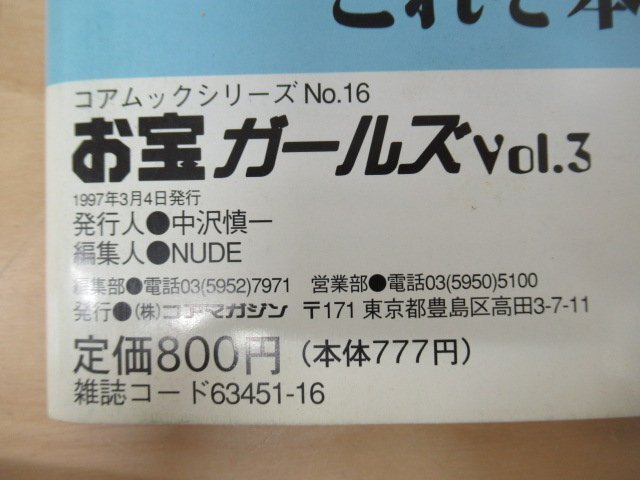 これで本
コアムックシリーズ No.16
お宝ガールズ Vol.3
1997年3月4日発行
発行人●中沢慎一
編集人●NUDE
編集部●電話03(5952)7971 営業部●電話03(5950)5100
発行●(株)コアマガジン 〒171 東京都豊島区高田3-7-11
定価800円(本体777円)
雑誌コード63451-16